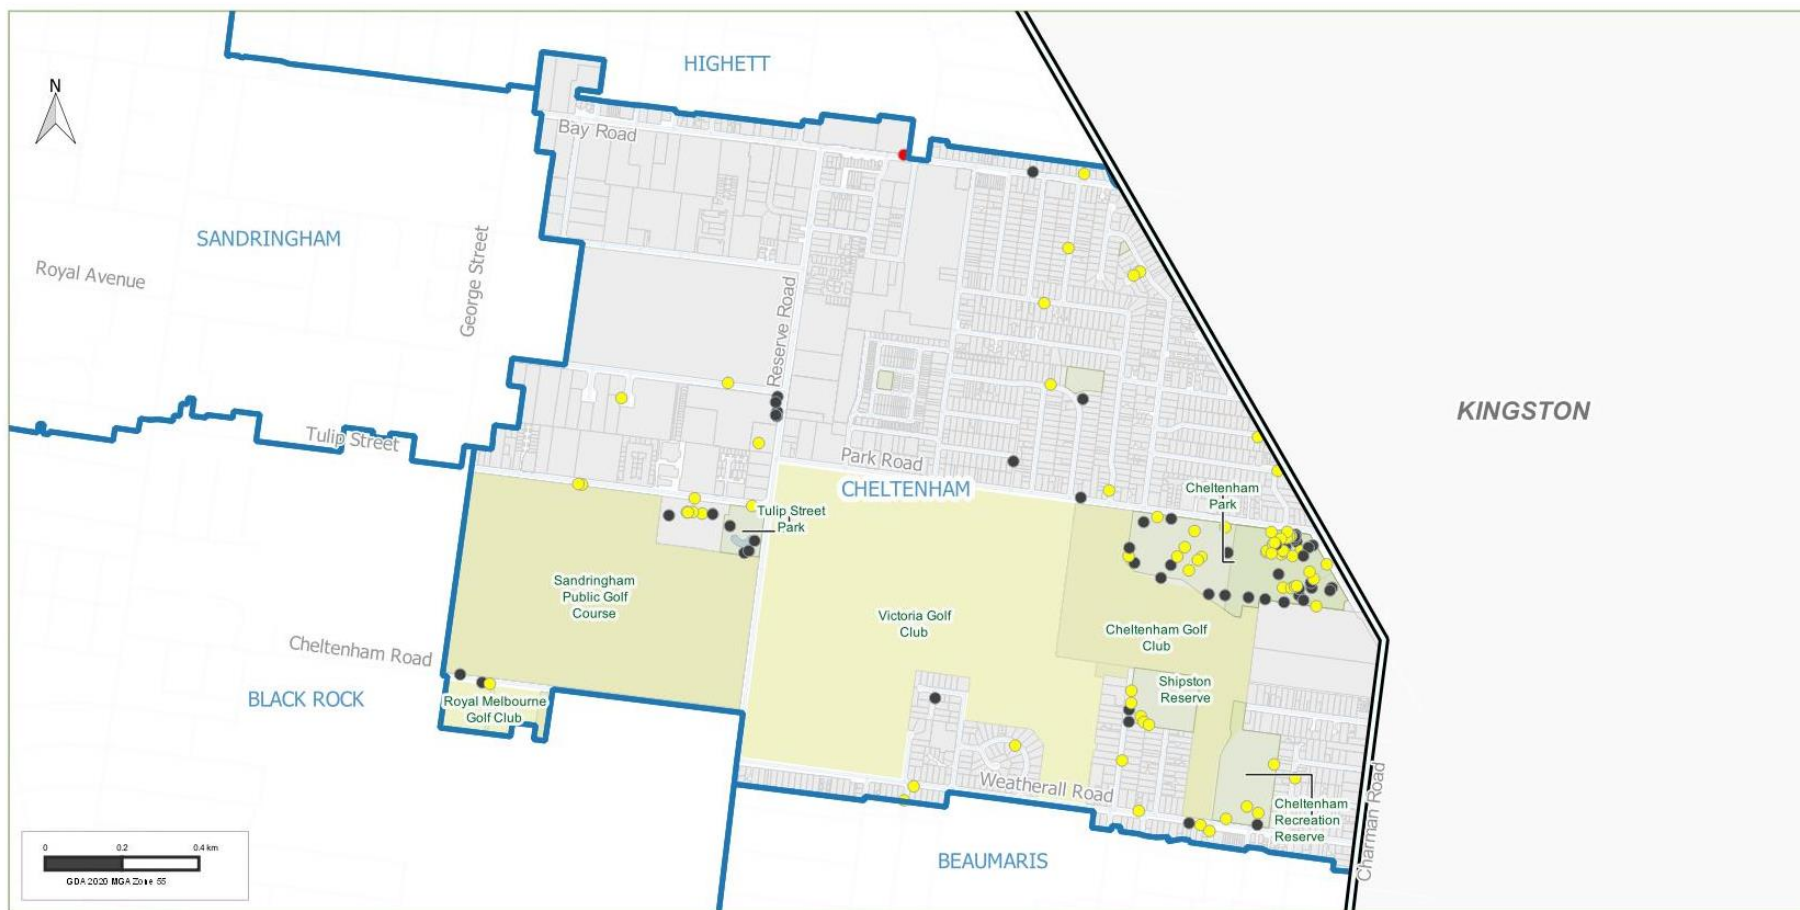 HIGHETT
N
Bay Road
SANDRINGHAM
George Street
Royal Avenue
Reserve Road
KINGSTON
Tulip Street
Park Road
CHELTENHAM
Cheltenham
Park
Tulip Street
Park
Sandringham
Public Golf
Course
Victoria Golf
Club
Cheltenham Golf
Club
Cheltenham Road
Shipston
Reserve
BLACK ROCK
Royal Melbourne
Golf Club
Weatherall Road
Cheltenham
Recreation
Reserve
Charman Road
BEAUMARIS
0 0.2 0.4 km
GDA 2020 MGA Zone 55